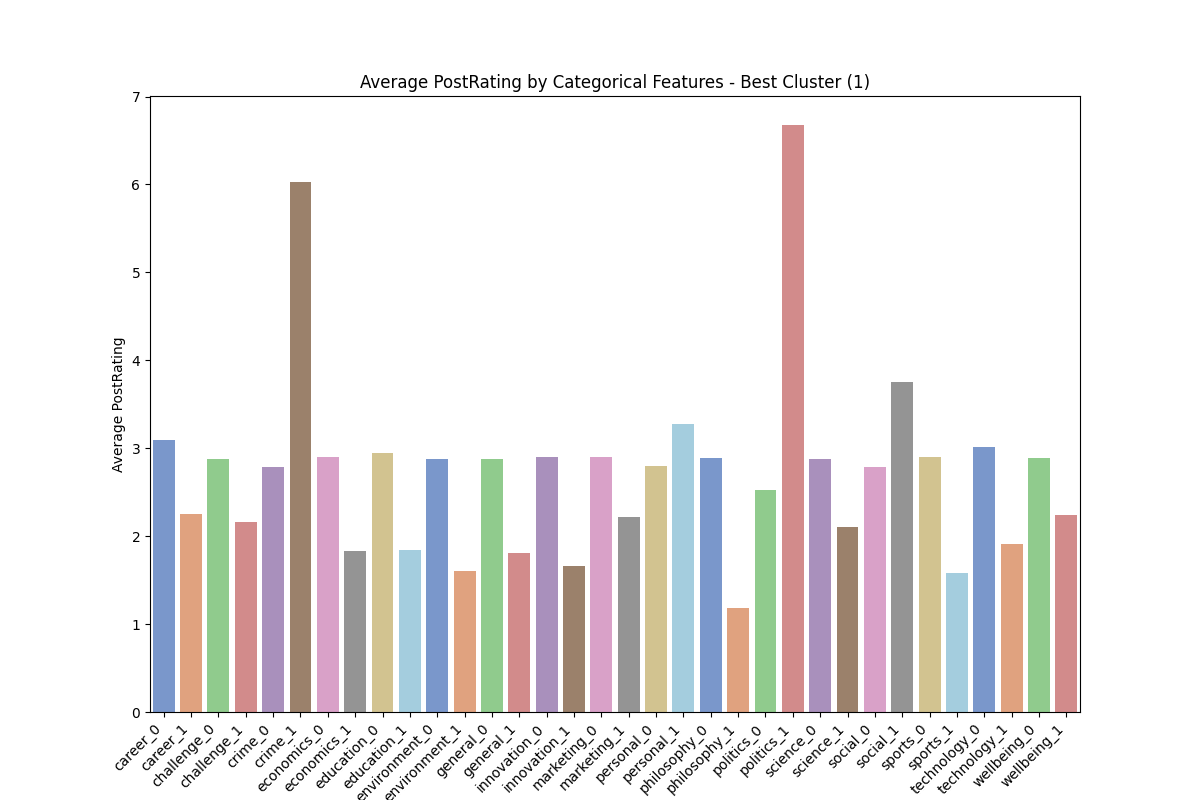 Average PostRating by Categorical Features - Best Cluster (1)
7
6
5
4
3
2
1
0
Average PostRating
career_0
career_1
challenge_0
challenge_1
crime_0
crime_1
economics_0
economics_1
education_0
education_1
environment_0
environment_1
general_0
general_1
innovation_0
innovation_1
marketing_0
marketing_1
personal_0
personal_1
philosophy_0
philosophy_1
politics_0
politics_1
science_0
science_1
social_0
social_1
sports_0
sports_1
technology_0
technology_1
wellbeing_0
wellbeing_1